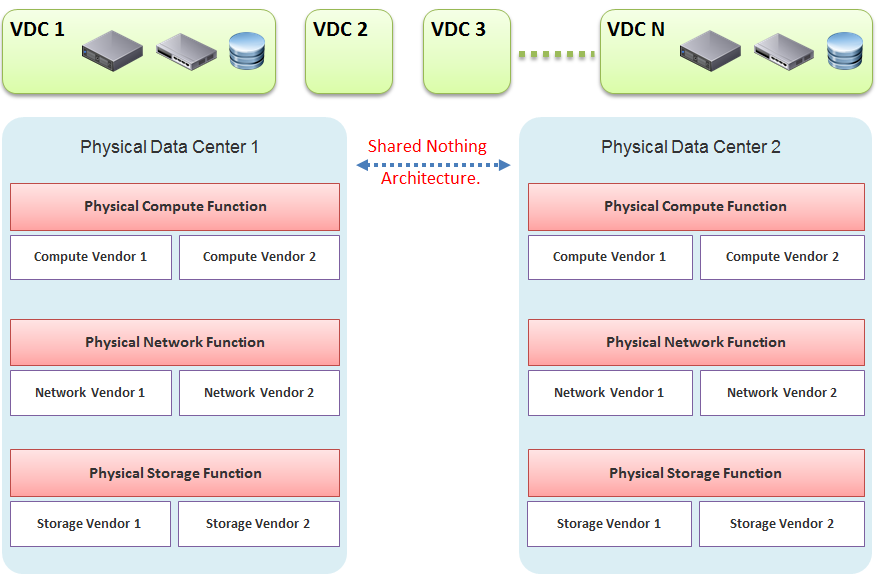 VDC 1
VDC 2
VDC 3
VDC N
Physical Data Center 1
Shared Nothing
Architecture.
Physical Data Center 2
Physical Compute Function
Physical Compute Function
Compute Vendor 1
Compute Vendor 2
Compute Vendor 1
Compute Vendor 2
Physical Network Function
Physical Network Function
Network Vendor 1
Network Vendor 2
Network Vendor 1
Network Vendor 2
Physical Storage Function
Physical Storage Function
Storage Vendor 1
Storage Vendor 2
Storage Vendor 1
Storage Vendor 2